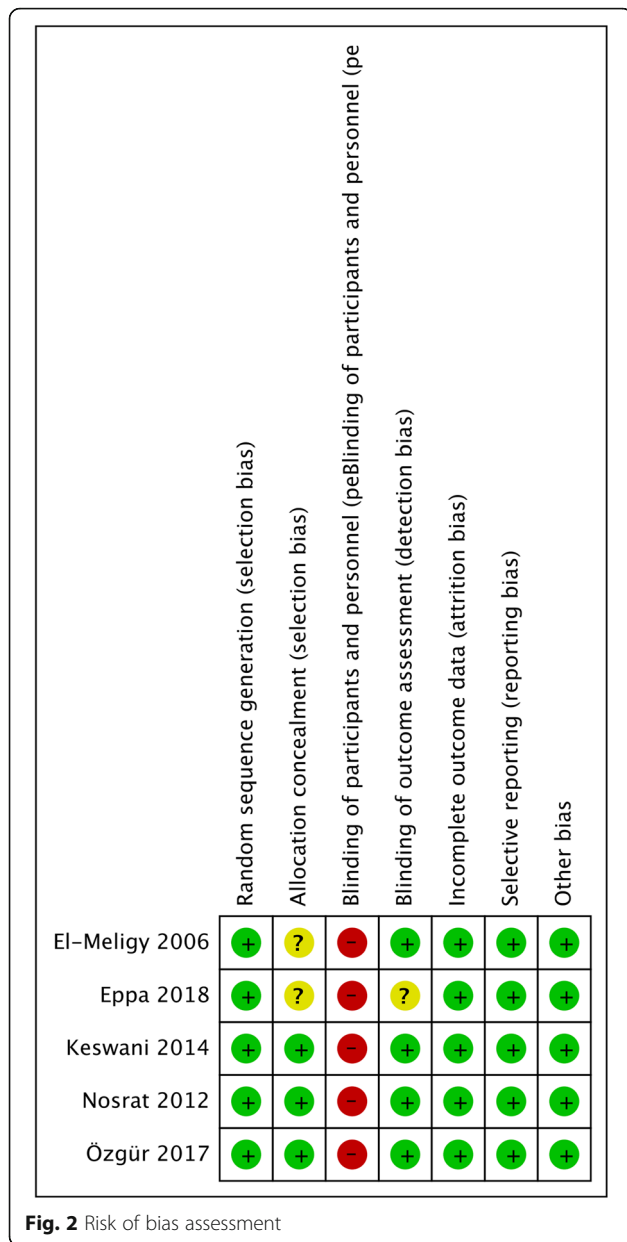 Random sequence generation (selection bias)
Allocation concealment (selection bias)
Blinding of participants and personnel (peBlinding of participants and personnel (pe
Blinding of outcome assessment (detection bias)
Incomplete outcome data (attrition bias)
Selective reporting (reporting bias)
Other bias
El-Meligy 2006 + ? - + + + +
Eppa 2018 + ? - ? + + +
Keswani 2014 + + - + + + +
Nosrat 2012 + + - + + + +
Özgür 2017 + + - + + + +
Fig. 2 Risk of bias assessment